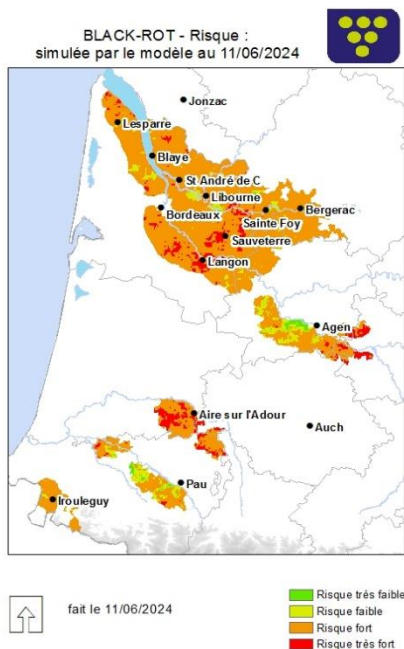 BLACK-ROT - Risque :
simulée par le modèle au 11/06/2024
Jonzac
Lesparre
Blaye
St André de C
Libourne
Bordeaux
Sainte Foy
Bergerac
Sauveterre
Langon
Agen
Aire sur l'Adour
Auch
Pau
Irouleguy
fait le 11/06/2024
Risque très faible
Risque faible
Risque fort
Risque très fort